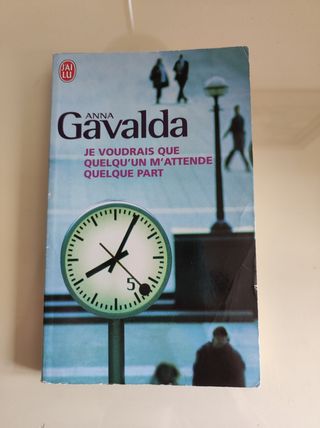 J'AI
LU
ANNA
Gavalda
JE VOUDRAIS QUE
QUELQU'UN M'ATTENDE
QUELQUE PART
5